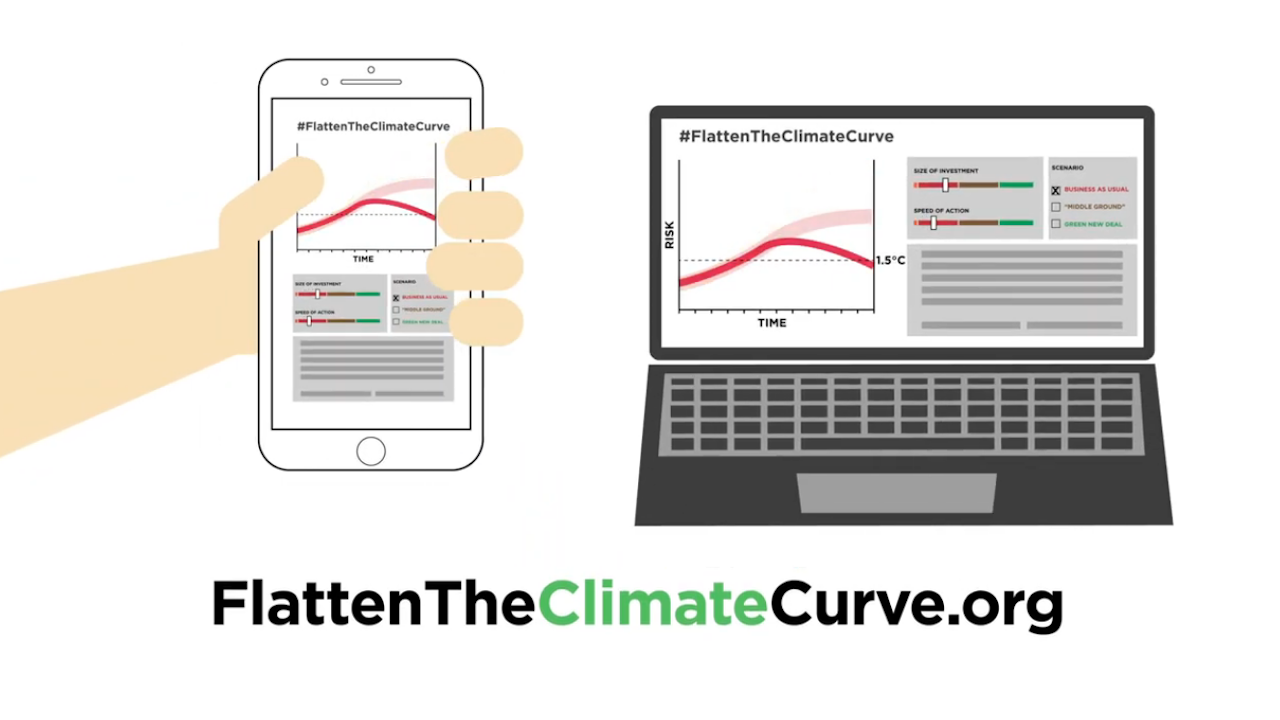 #FlattenTheClimateCurve
TIME
SIZE OF INVESTMENT
SPEED OF ACTION
SCENARIO
BUSINESS AS USUAL
"MIDDLE GROUND"
GREEN NEW DEAL
#FlattenTheClimateCurve
RISK
1.5°C
TIME
SIZE OF INVESTMENT
SPEED OF ACTION
SCENARIO
BUSINESS AS USUAL
"MIDDLE GROUND"
GREEN NEW DEAL
FlattenTheClimateCurve.org